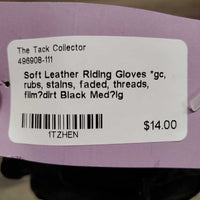 The Tack Collector
496908-111
Soft Leather Riding Gloves *gc,
rubs, stains, faded, threads,
film?dirt Black Med?lg
1TZHEN
$14.00